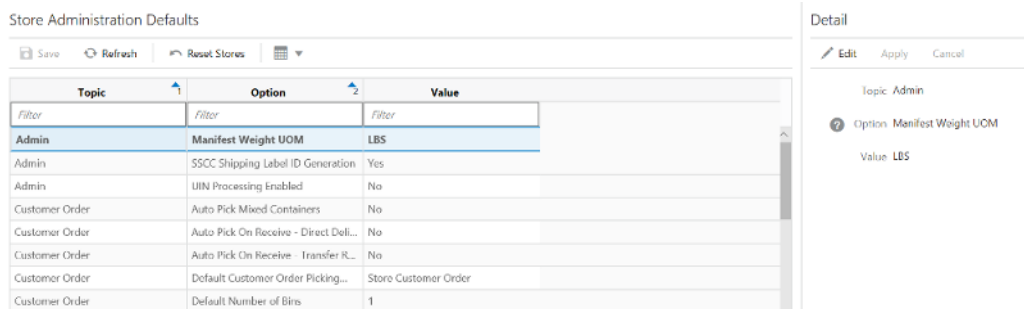 Store Administration Defaults
Save Refresh Reset Stores
Topic 1 Option 2 Value
Filter Filter Filter
Admin Manifest Weight UOM LBS
Admin SSCC Shipping Label ID Generation Yes
Admin UIN Processing Enabled No
Customer Order Auto Pick Mixed Containers No
Customer Order Auto Pick On Receive - Direct Deli... No
Customer Order Auto Pick On Receive - Transfer R... No
Customer Order Default Customer Order Picking... Store Customer Order
Customer Order Default Number of Bins 1
Detail
Edit Apply Cancel
Topic Admin
? Option Manifest Weight UOM
Value LBS